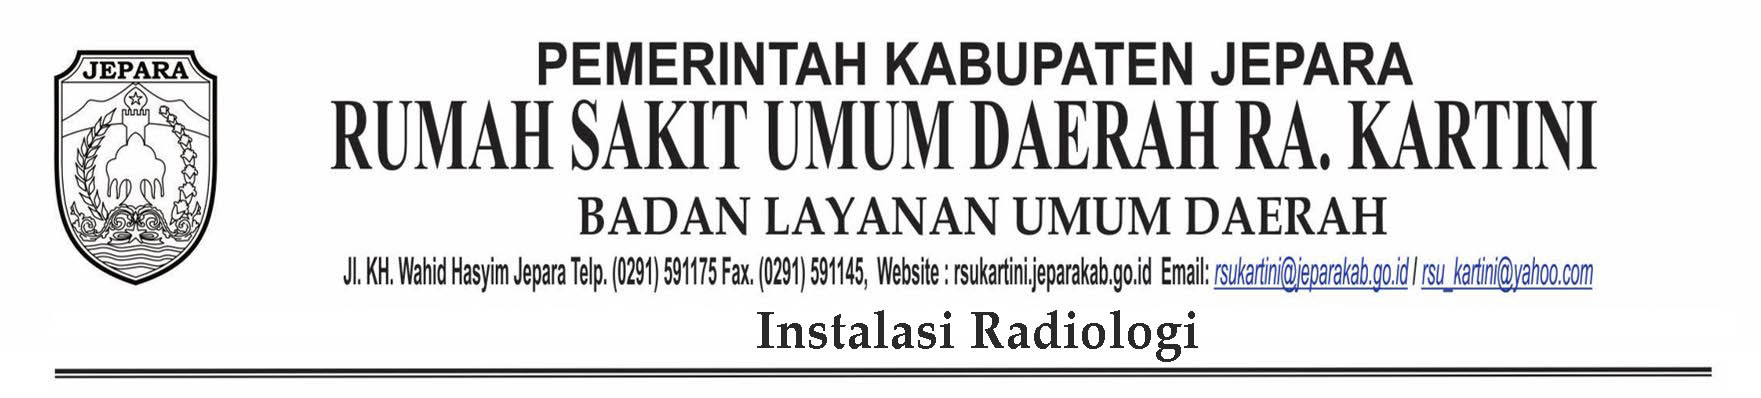 JEPARA
PEMERINTAH KABUPATEN JEPARA
RUMAH SAKIT UMUM DAERAH RA. KARTINI
BADAN LAYANAN UMUM DAERAH
Jl. KH. Wahid Hasyim Jepara Telp. (0291) 591175 Fax. (0291) 591145, Website : rsukartini.jeparakab.go.id Email: rsukartini@jeparakab.go.id / rsu_kartini@yahoo.com
Instalasi Radiologi